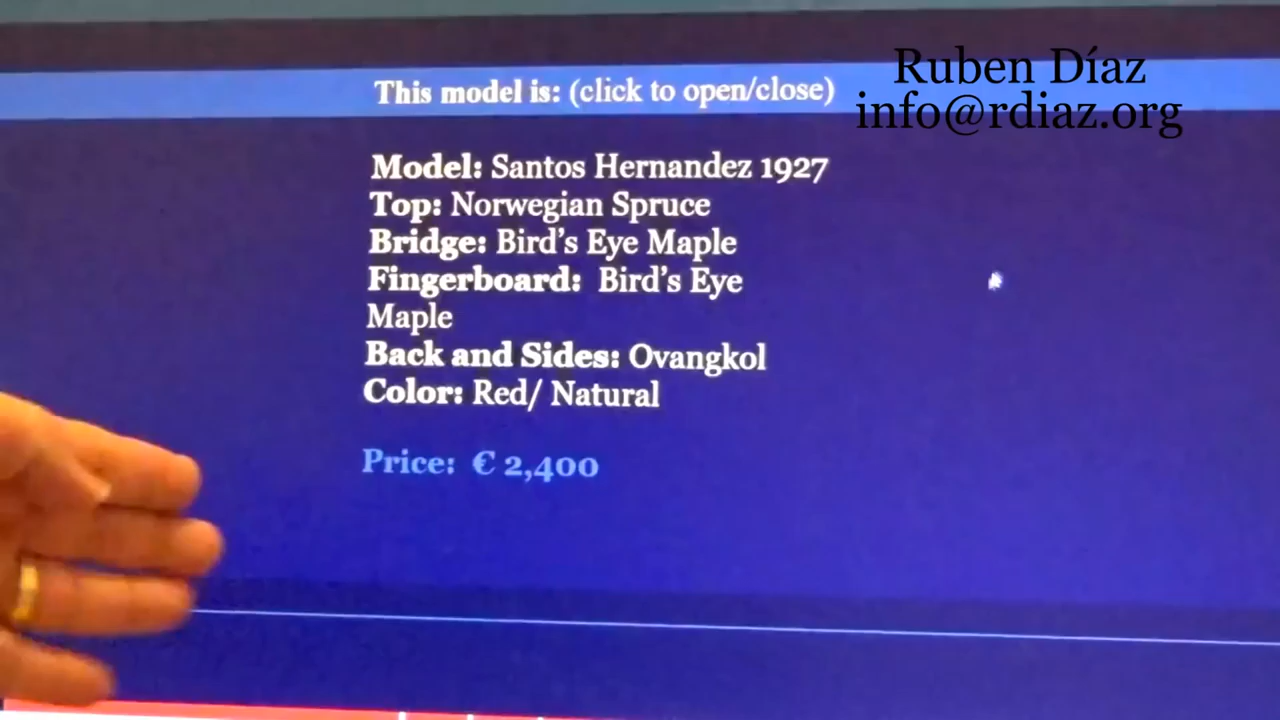 Ruben Díaz
info@rdiaz.org
This model is: (click to open/close)
Model: Santos Hernandez 1927
Top: Norwegian Spruce
Bridge: Bird's Eye Maple
Fingerboard: Bird's Eye
Maple
Back and Sides: Ovangkol
Color: Red/ Natural
Price: € 2,400